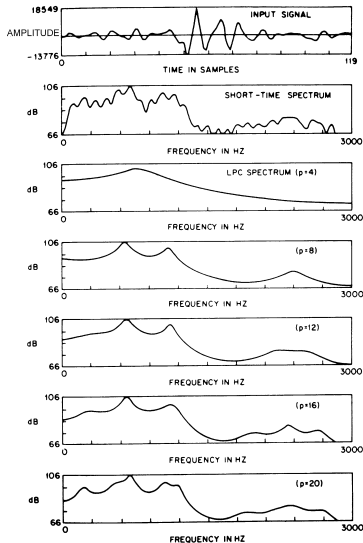 18549
INPUT SIGNAL
AMPLITUDE
-13776
0
119
TIME IN SAMPLES
106
SHORT-TIME SPECTRUM
dB
66
0
3000
FREQUENCY IN HZ
106
LPC SPECTRUM (p=4)
dB
66
0
3000
FREQUENCY IN HZ
106
(p=8)
dB
66
0
3000
FREQUENCY IN HZ
106
(p=12)
dB
66
0
3000
FREQUENCY IN HZ
106
(p=16)
dB
66
0
3000
FREQUENCY IN HZ
106
(p=20)
dB
66
0
3000
FREQUENCY IN HZ